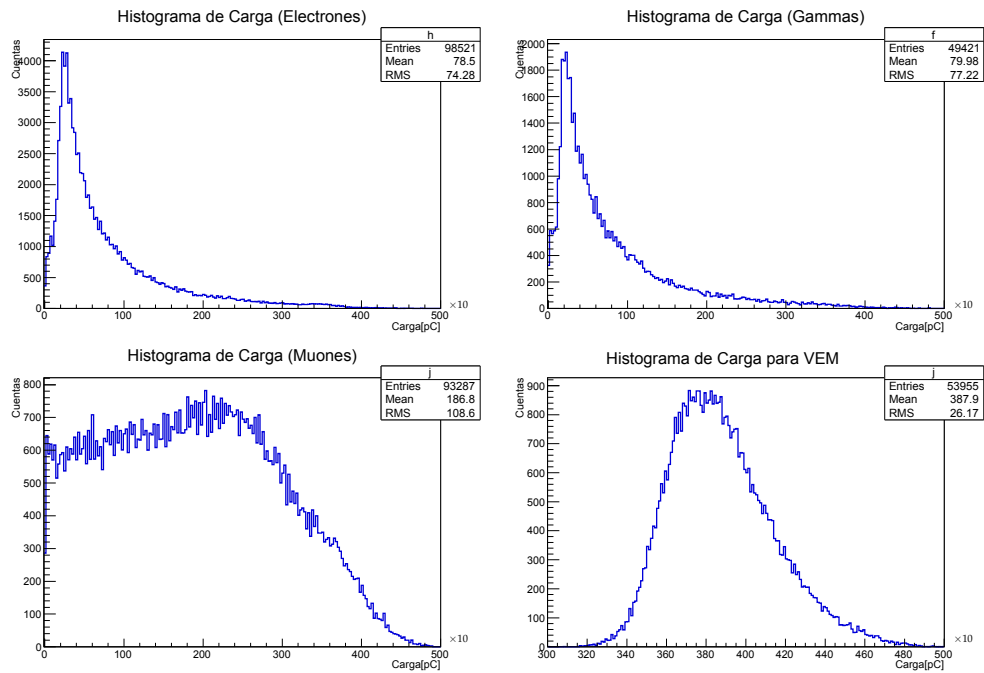 Histograma de Carga (Electrones)
h
Entries 98521
Mean 78.5
RMS 74.28
Cuentas
4000
3500
3000
2500
2000
1500
1000
500
0
0 100 200 300 400 500
×10
Carga[pC]
Histograma de Carga (Gammas)
f
Entries 49421
Mean 79.98
RMS 77.22
Cuentas
2000
1800
1600
1400
1200
1000
800
600
400
200
0
0 100 200 300 400 500
×10
Carga[pC]
Histograma de Carga (Muones)
j
Entries 93287
Mean 186.8
RMS 108.6
Cuentas
800
700
600
500
400
300
200
100
0
0 100 200 300 400 500
×10
Carga[pC]
Histograma de Carga para VEM
j
Entries 53955
Mean 387.9
RMS 26.17
Cuentas
900
800
700
600
500
400
300
200
100
0
300 320 340 360 380 400 420 440 460 480 500
×10
Carga[pC]